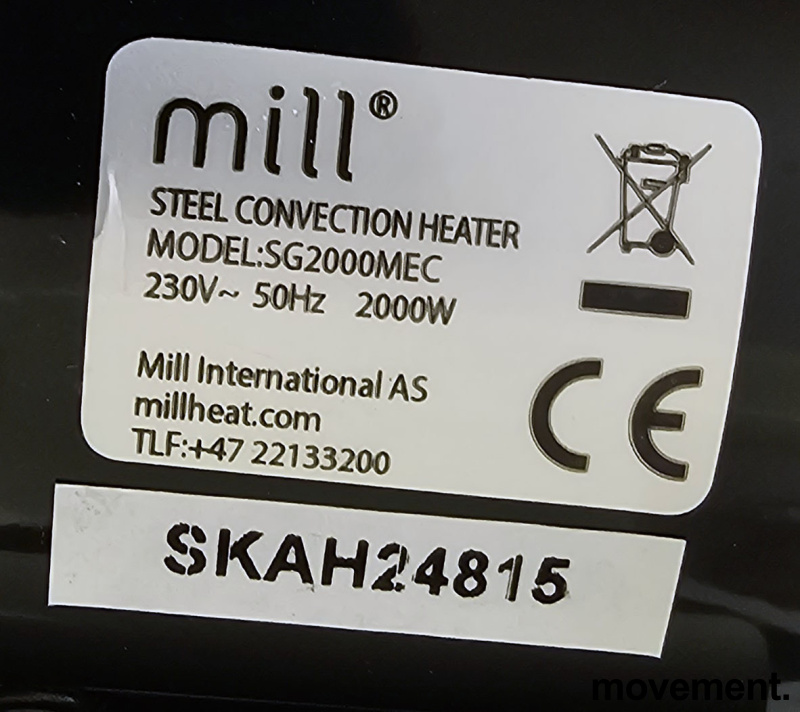 mill®
STEEL CONVECTION HEATER
MODEL:SG2000MEC
230V~ 50Hz 2000W
Mill International AS
millheat.com
TLF:+47 22133200
CE
SKAH24815
movement.